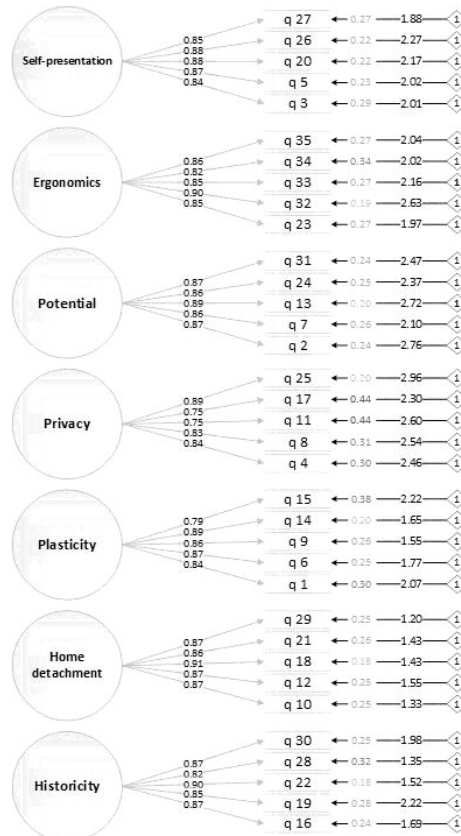 Self-presentation
0.85
0.88
0.88
0.87
0.84
q 27 0.27 1.88 1
q 26 0.22 2.27 1
q 20 0.22 2.17 1
q 5 0.23 2.02 1
q 3 0.29 2.01 1
Ergonomics
0.86
0.82
0.85
0.90
0.85
q 35 0.27 2.04 1
q 34 0.34 2.02 1
q 33 0.27 2.16 1
q 32 0.19 2.63 1
q 23 0.27 1.97 1
Potential
0.87
0.86
0.89
0.86
0.87
q 31 0.24 2.47 1
q 24 0.25 2.37 1
q 13 0.20 2.72 1
q 7 0.26 2.10 1
q 2 0.24 2.76 1
Privacy
0.89
0.75
0.75
0.83
0.84
q 25 0.20 2.96 1
q 17 0.44 2.30 1
q 11 0.44 2.60 1
q 8 0.31 2.54 1
q 4 0.30 2.46 1
Plasticity
0.79
0.89
0.86
0.87
0.84
q 15 0.38 2.22 1
q 14 0.20 1.65 1
q 9 0.26 1.55 1
q 6 0.25 1.77 1
q 1 0.30 2.07 1
Home
detachment
0.87
0.86
0.91
0.87
0.87
q 29 0.25 1.20 1
q 21 0.26 1.43 1
q 18 0.18 1.43 1
q 12 0.25 1.55 1
q 10 0.25 1.33 1
Historicity
0.87
0.82
0.90
0.85
0.87
q 30 0.25 1.98 1
q 28 0.32 1.35 1
q 22 0.18 1.52 1
q 19 0.28 2.22 1
q 16 0.24 1.69 1